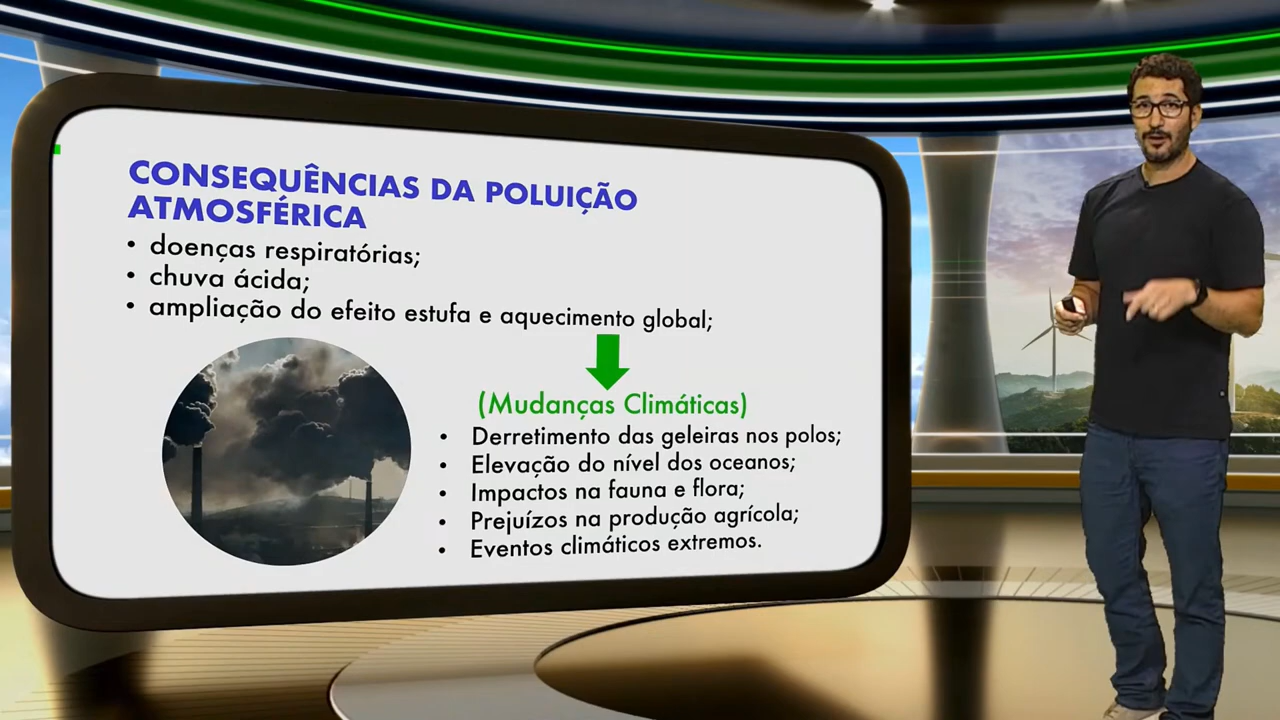 CONSEQUÊNCIAS DA POLUIÇÃO
ATMOSFÉRICA
• doenças respiratórias;
• chuva ácida;
• ampliação do efeito estufa e aquecimento global;
(Mudanças Climáticas)
• Derretimento das geleiras nos polos;
• Elevação do nível dos oceanos;
• Impactos na fauna e flora;
• Prejuízos na produção agrícola;
• Eventos climáticos extremos.